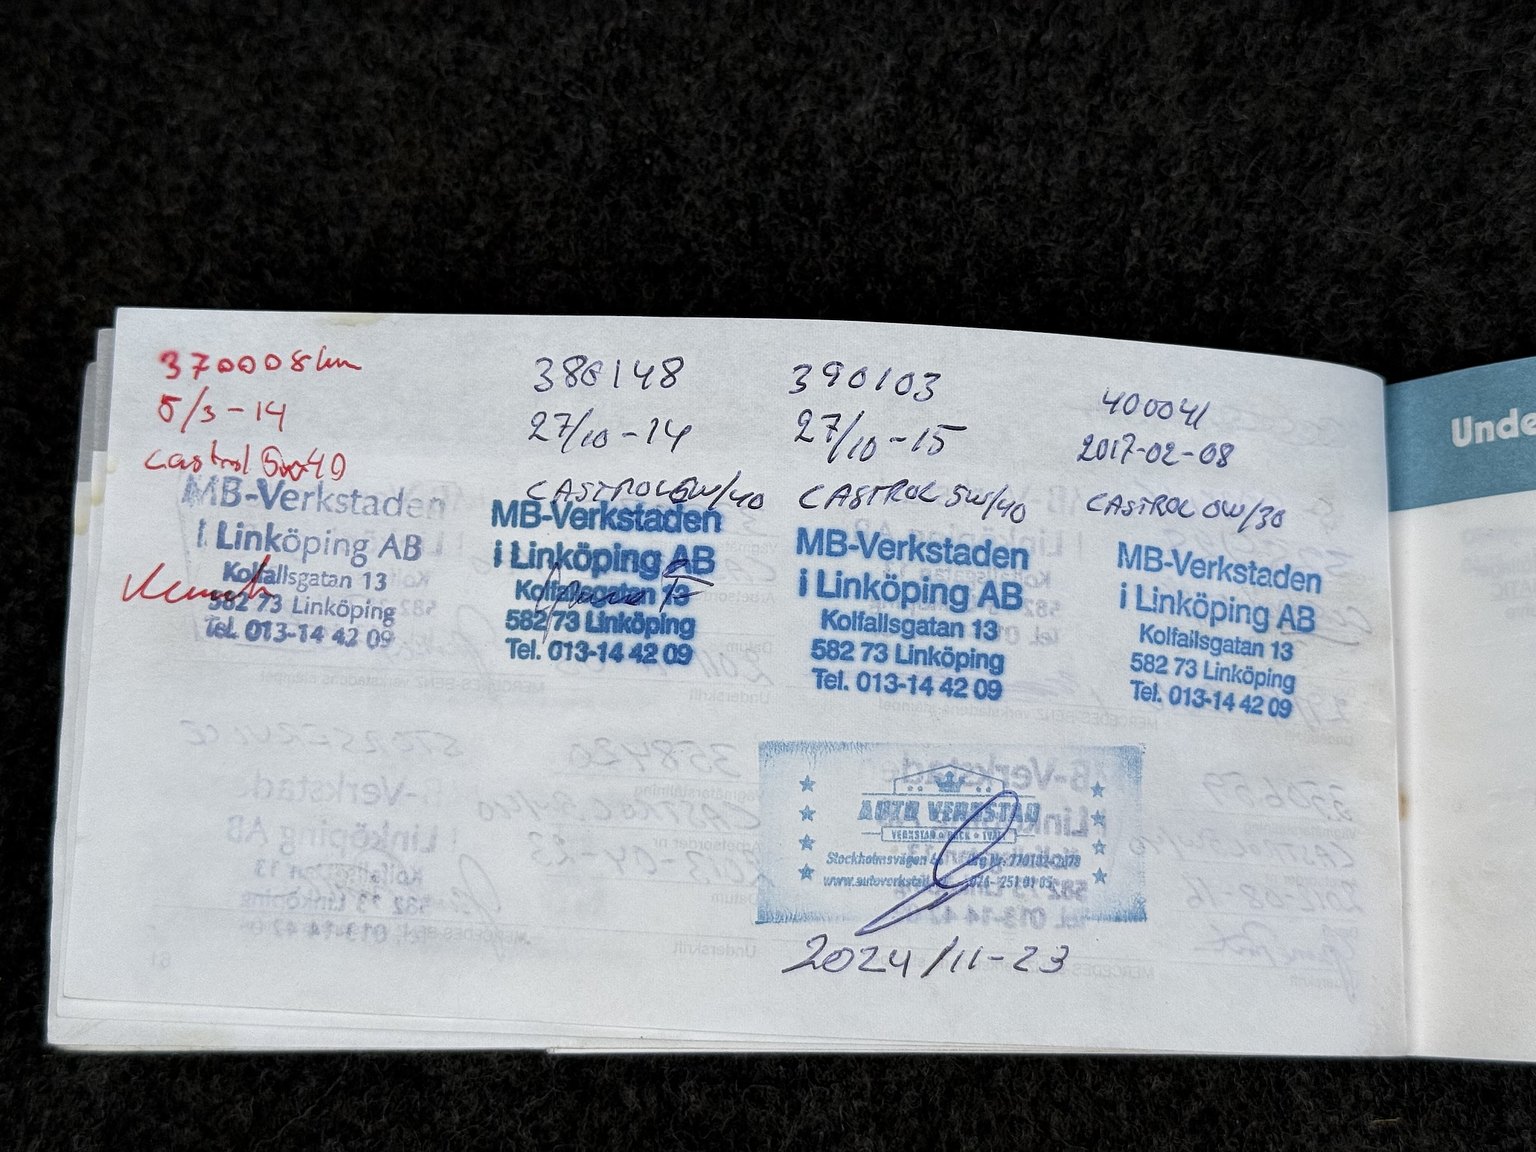 370008km
5/3-14
Castrol 5w40
MB-Verkstaden
i Linköping AB
Kolfallsgatan 13
582 73 Linköping
Tel. 013-14 42 09
386148
27/10-14
CASTROL 5W/40
MB-Verkstaden
i Linköping AB
Kolfallsgatan 13
582 73 Linköping
Tel. 013-14 42 09
390103
27/10-15
CASTROL 5W/40
MB-Verkstaden
i Linköping AB
Kolfallsgatan 13
582 73 Linköping
Tel. 013-14 42 09
400041
2017-02-08
CASTROL 0W/30
MB-Verkstaden
i Linköping AB
Kolfallsgatan 13
582 73 Linköping
Tel. 013-14 42 09
AUTO VERKSTAD
VERKSTAD
Stockholmsvägen
2024/11-23